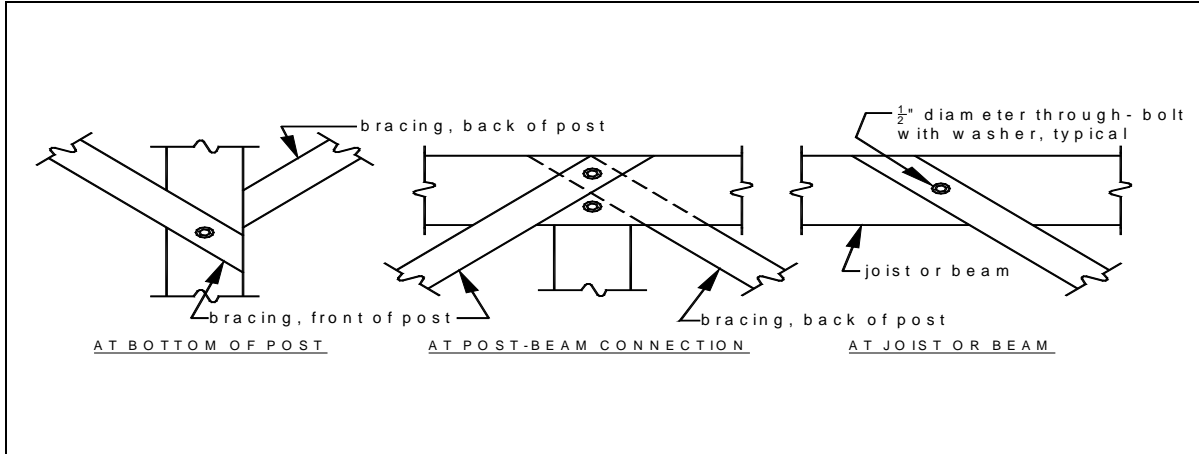 bracing, back of post
½" diameter through- bolt
with washer, typical
joist or beam
bracing, front of post
bracing, back of post
AT BOTTOM OF POST
AT POST-BEAM CONNECTION
AT JOIST OR BEAM